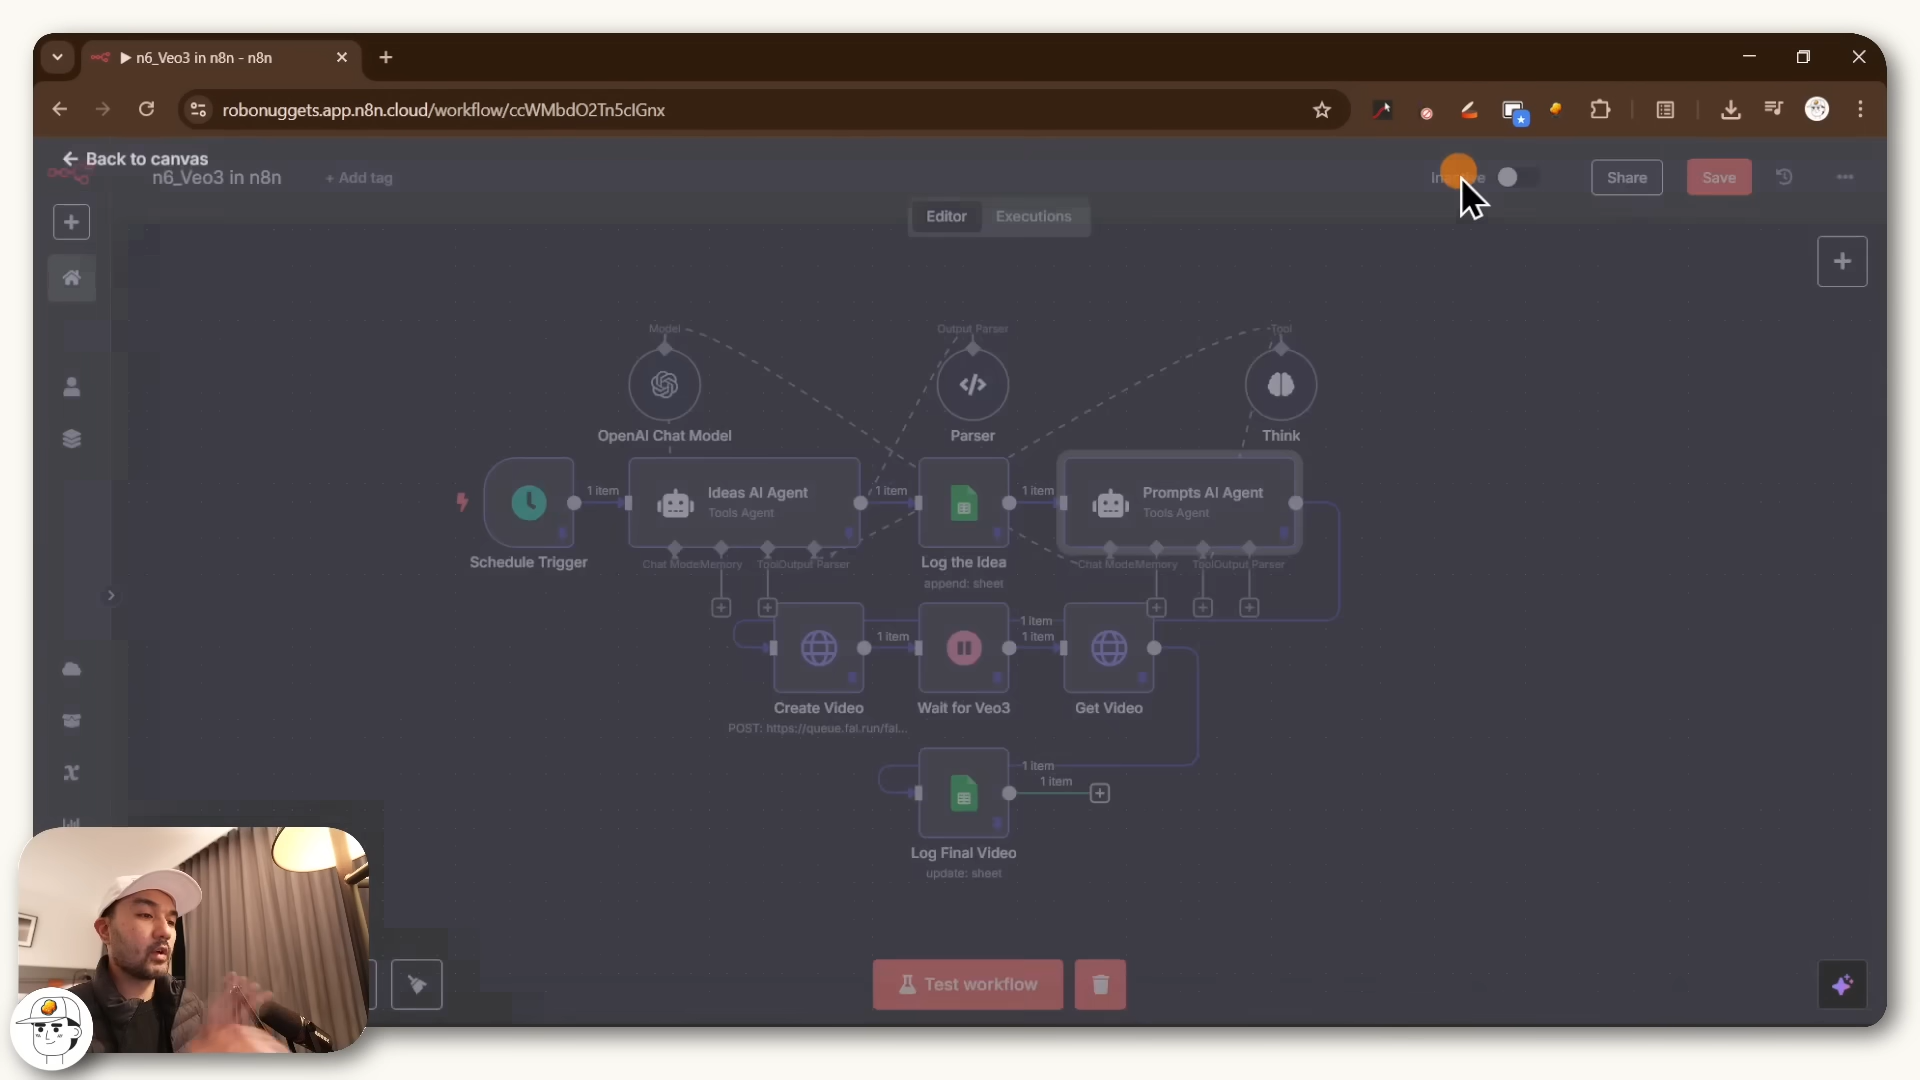 n6_Veo3 in n8n - n8n
robonuggets.app.n8n.cloud/workflow/ccWMbdO2Tn5cIGnx
Back to canvas
n6_Veo3 in n8n
+ Add tag
Share
Save
Editor
Executions
Model
Output Parser
Tool
OpenAI Chat Model
Parser
Think
1 item
Ideas AI Agent
Tools Agent
1 item
1 item
Prompts AI Agent
Tools Agent
Schedule Trigger
Chat Model
Memory
Tool
Output Parser
Log the Idea
append: sheet
Chat Model
Memory
Tool
Output Parser
1 item
1 item
1 item
Create Video
POST: https://queue.fal.run/fal...
Wait for Veo3
Get Video
1 item
1 item
Log Final Video
update: sheet
Test workflow